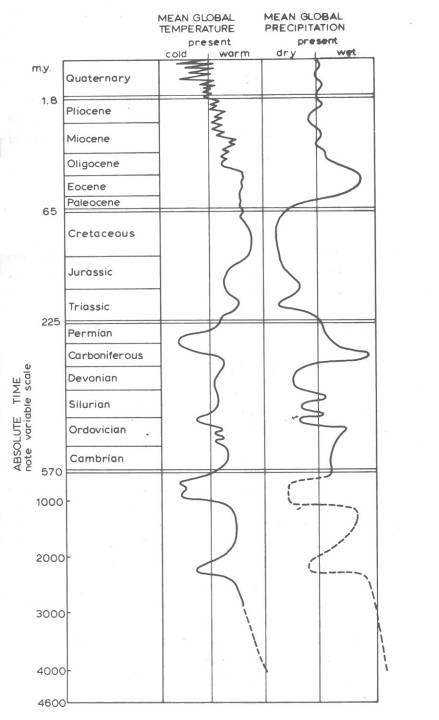 MEAN GLOBAL
TEMPERATURE
present
cold warm
MEAN GLOBAL
PRECIPITATION
present
dry wet
m.y.
Quaternary
1.8
Pliocene
Miocene
Oligocene
Eocene
Paleocene
65
Cretaceous
Jurassic
Triassic
225
Permian
Carboniferous
Devonian
Silurian
Ordovician
Cambrian
570
1000
2000
3000
4000
4600
ABSOLUTE TIME
note variable scale